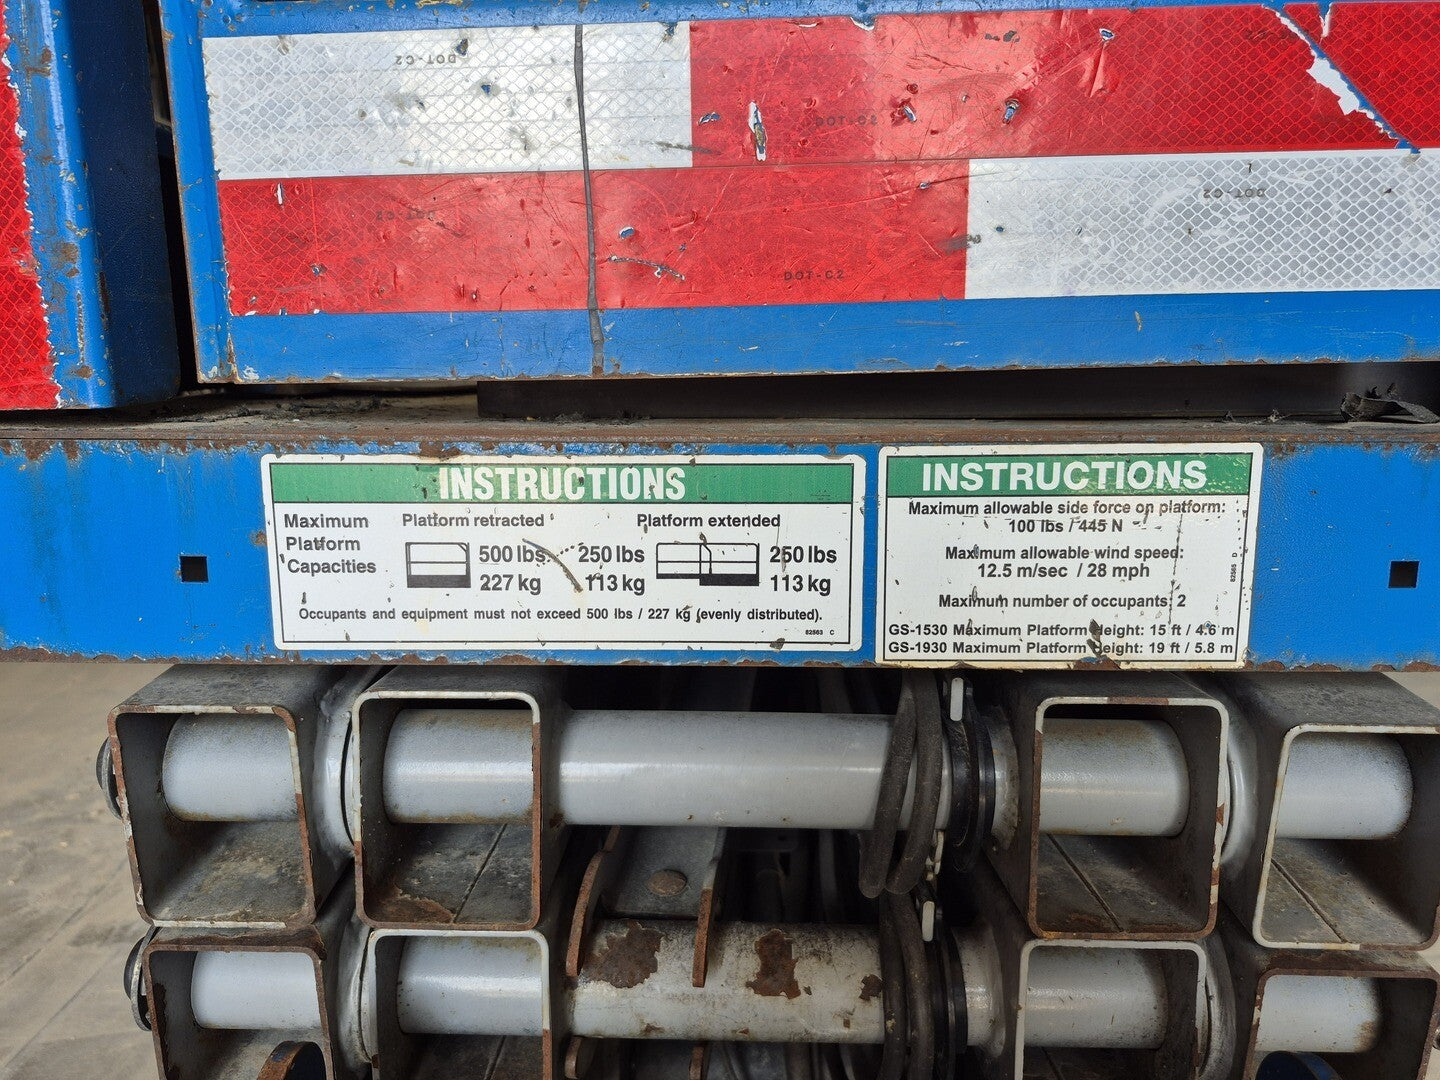 DOT-C2
DOT-C2
DOT-C2
DOT-C2
DOT-C2
INSTRUCTIONS
Maximum Platform Capacities
Platform retracted
500 lbs 250 lbs
227 kg 113 kg
Platform extended
250 lbs
113 kg
Occupants and equipment must not exceed 500 lbs / 227 kg (evenly distributed).
82563 C
INSTRUCTIONS
Maximum allowable side force on platform:
100 lbs / 445 N
Maximum allowable wind speed:
12.5 m/sec / 28 mph
Maximum number of occupants: 2
GS-1530 Maximum Platform Height: 15 ft / 4.6 m
GS-1930 Maximum Platform Height: 19 ft / 5.8 m
82565 D